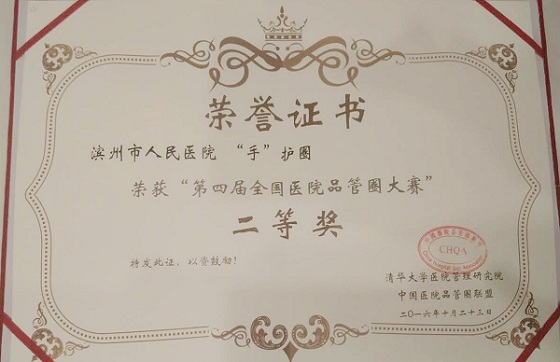 荣誉证书
滨州市人民医院 “手”护圈
荣获“第四届全国医院品管圈大赛”
二等奖
特发此证，以资鼓励！
CHQA
清华大学医院管理研究院
中国医院品管圈联盟
二〇一六年十月二十三日